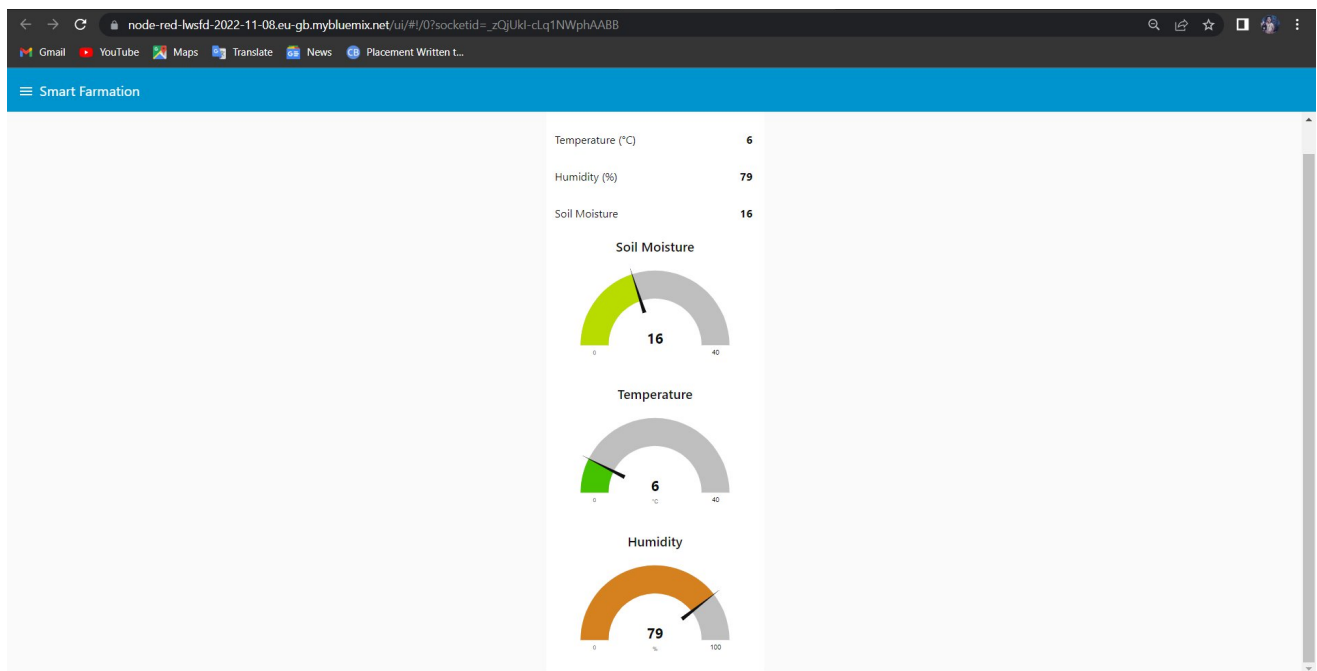 node-red-lwsfd-2022-11-08.eu-gb.mybluemix.net/ui/#!/0?socketid=_zQjUkI-cLq1NWphAABB
Gmail YouTube Maps Translate News CB Placement Written t...
Smart Farmation
Temperature (°C) 6
Humidity (%) 79
Soil Moisture 16
Soil Moisture
16
0 40
Temperature
6
0 °C 40
Humidity
79
0 % 100